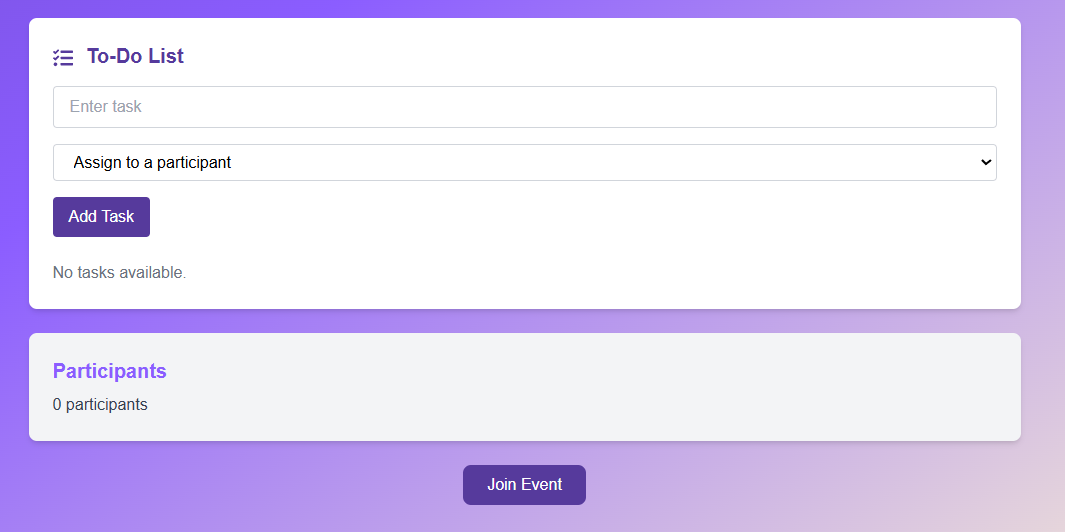 To-Do List
Enter task
Assign to a participant
Add Task
No tasks available.
Participants
0 participants
Join Event